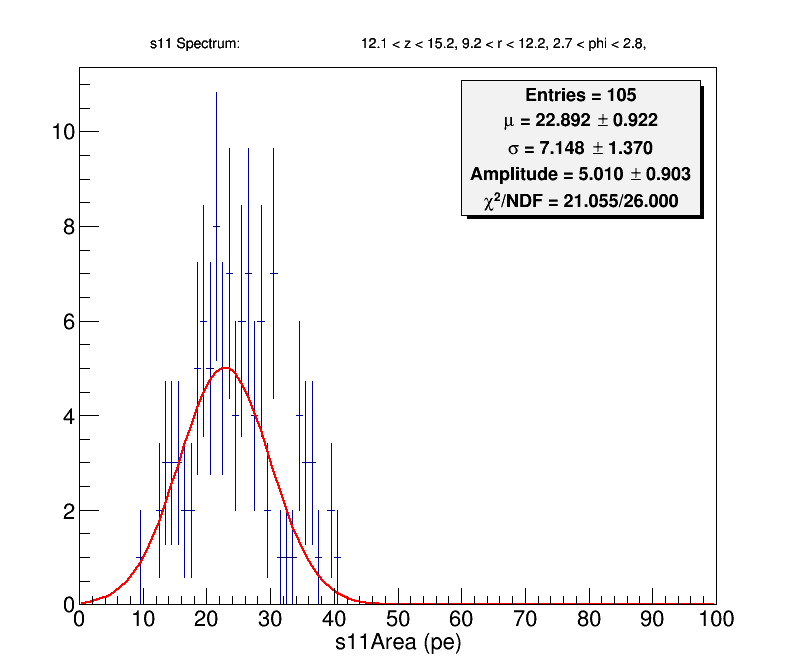 s11 Spectrum: 12.1 < z < 15.2, 9.2 < r < 12.2, 2.7 < phi < 2.8,
Entries = 105
μ = 22.892 ± 0.922
σ = 7.148 ± 1.370
Amplitude = 5.010 ± 0.903
χ²/NDF = 21.055/26.000
10
8
6
4
2
0
0 10 20 30 40 50 60 70 80 90 100
s11Area (pe)